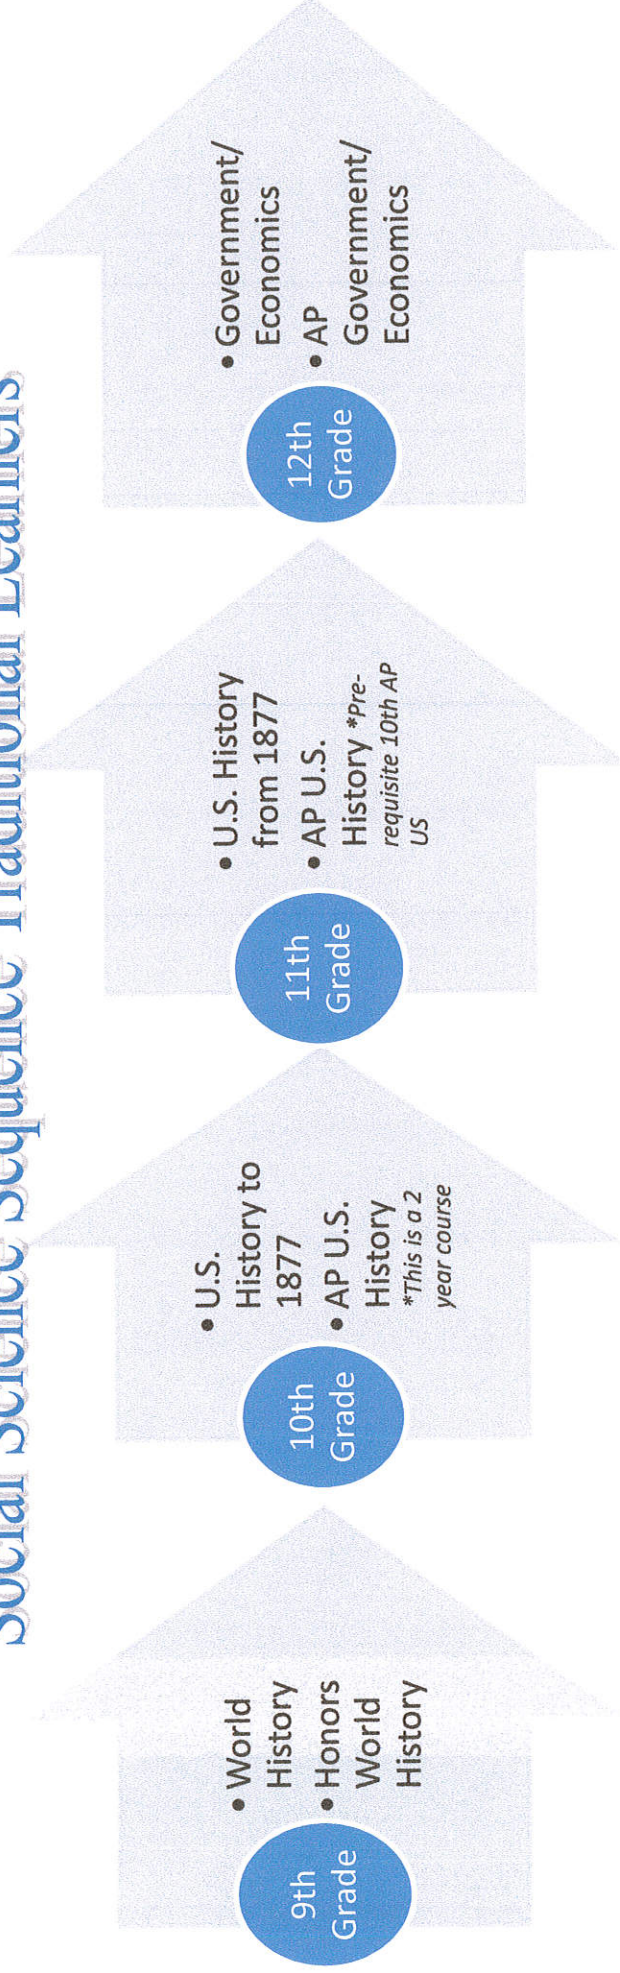 Social Science Sequence Traditional Learners
9th
Grade
• World
History
• Honors
World
History
10th
Grade
• U.S.
History to
1877
• AP U.S.
History
*This is a 2
year course
11th
Grade
• U.S. History
from 1877
• AP U.S.
History *Pre-
requisite 10th AP
US
12th
Grade
• Government/
Economics
• AP
Government/
Economics